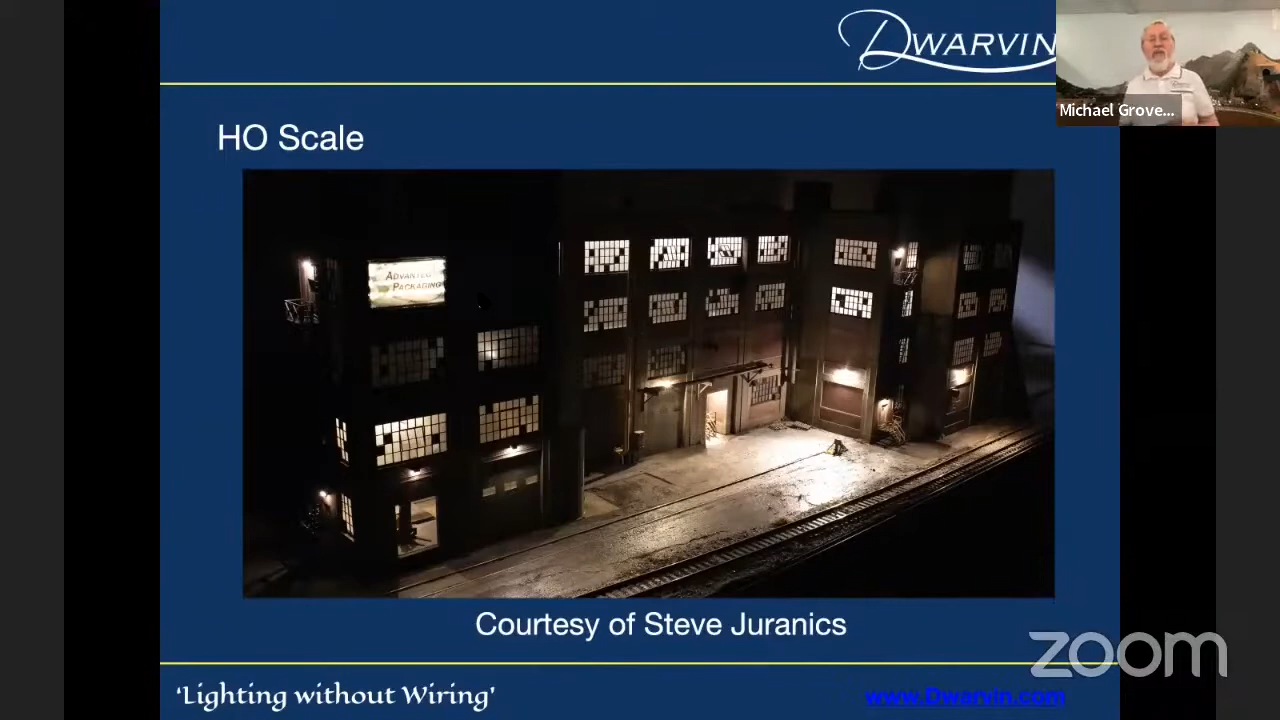 DWARVIN
Michael Grove...
HO Scale
ADVANCED
PACKAGING
Courtesy of Steve Juranics
zoom
'Lighting without Wiring'
www.Dwarvin.com